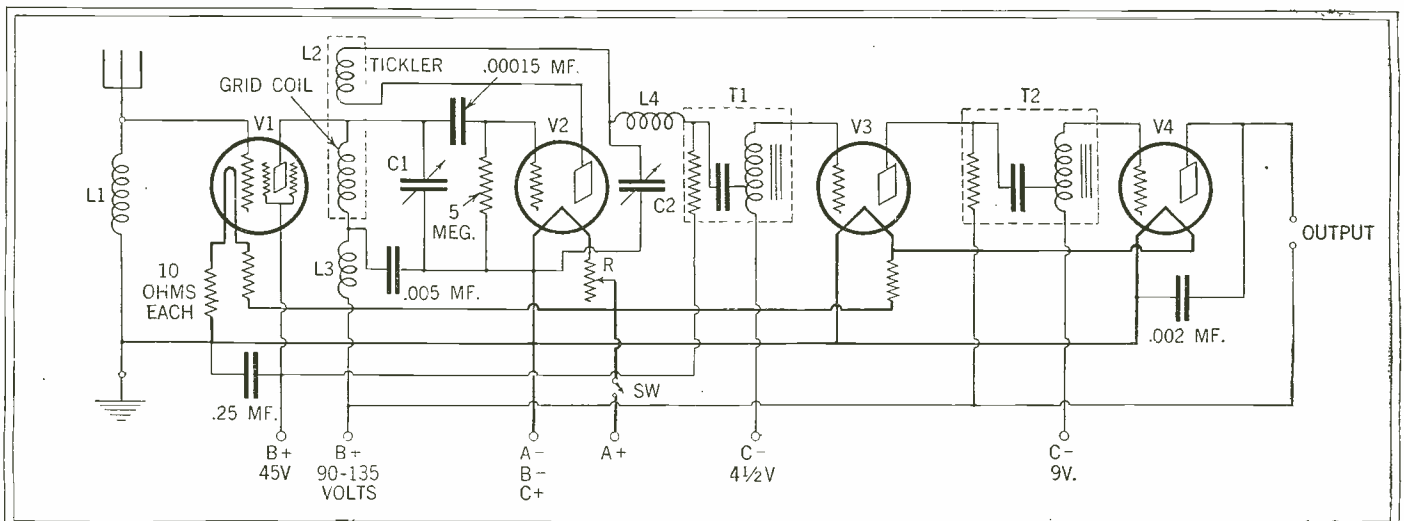 L2
TICKLER
.00015 MF.
GRID COIL
V1
V2
L4
T1
V3
T2
V4
C1
L1
5
MEG.
C2
OUTPUT
10
OHMS
EACH
L3
.005 MF.
R
.002 MF.
.25 MF.
SW
B+
45V
B+
90-135
VOLTS
A-
B-
C+
A+
C-
4½V
C-
9V.